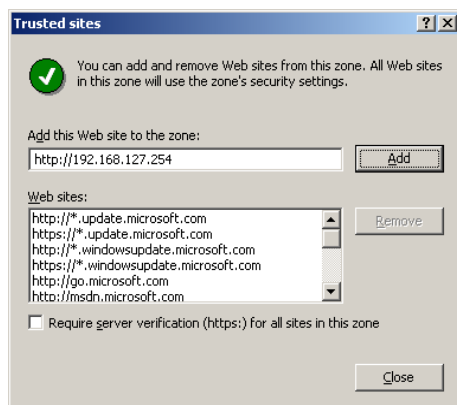 Trusted sites
You can add and remove Web sites from this zone. All Web sites
in this zone will use the zone's security settings.
Add this Web site to the zone:
http://192.168.127.254
Add
Web sites:
http://*.update.microsoft.com
https://*.update.microsoft.com
http://*.windowsupdate.microsoft.com
https://*.windowsupdate.microsoft.com
http://go.microsoft.com
http://msdn.microsoft.com
Remove
Require server verification (https:) for all sites in this zone
Close